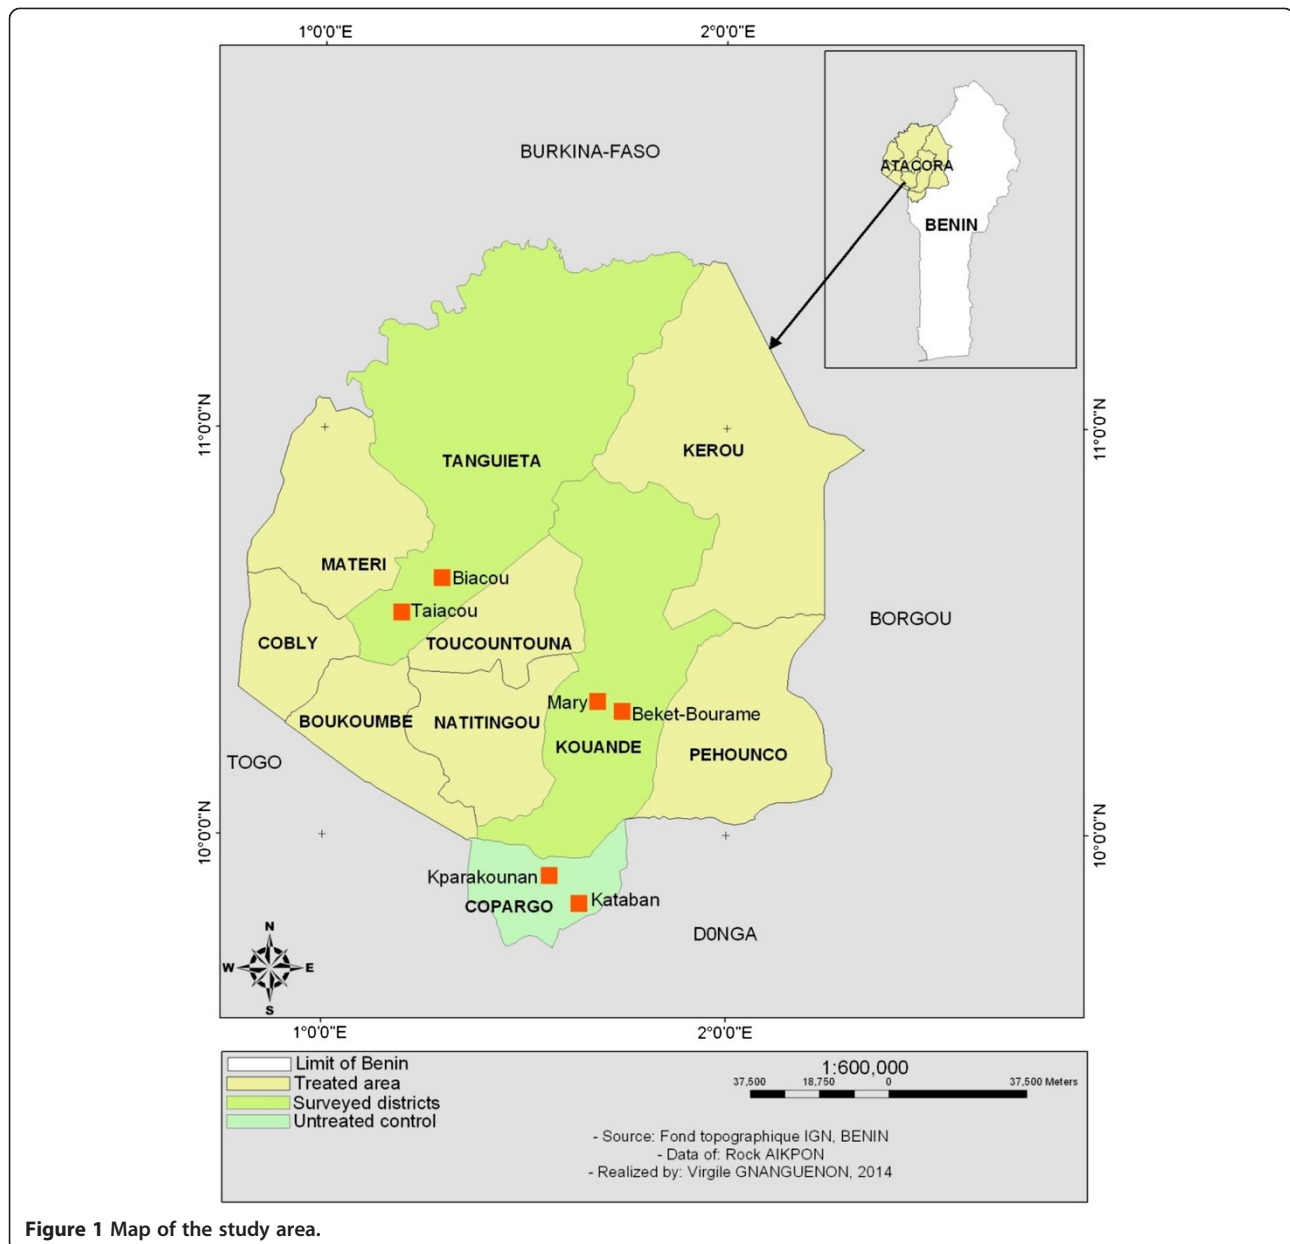 1°0'0"E 2°0'0"E
BURKINA-FASO
ATACORA
BENIN
11°0'0"N
11°0'0"N
TANGUIETA
KEROU
MATERI
Biacou
Taiacou
BORGOU
COBLY
TOUCOUNTOUNA
Mary
Beket-Bourame
BOUKOUMBE
NATITINGOU
KOUANDE
PEHOUNCO
TOGO
10°0'0"N
10°0'0"N
Kparakounan
Kataban
COPARGO
D0NGA
N
W E
S
1°0'0"E 2°0'0"E
Limit of Benin
Treated area
Surveyed districts
Untreated control
1:600,000
37,500 18,750 0 37,500 Meters
- Source: Fond topographique IGN, BENIN
- Data of: Rock AIKPON
- Realized by: Virgile GNANGUENON, 2014
Figure 1 Map of the study area.